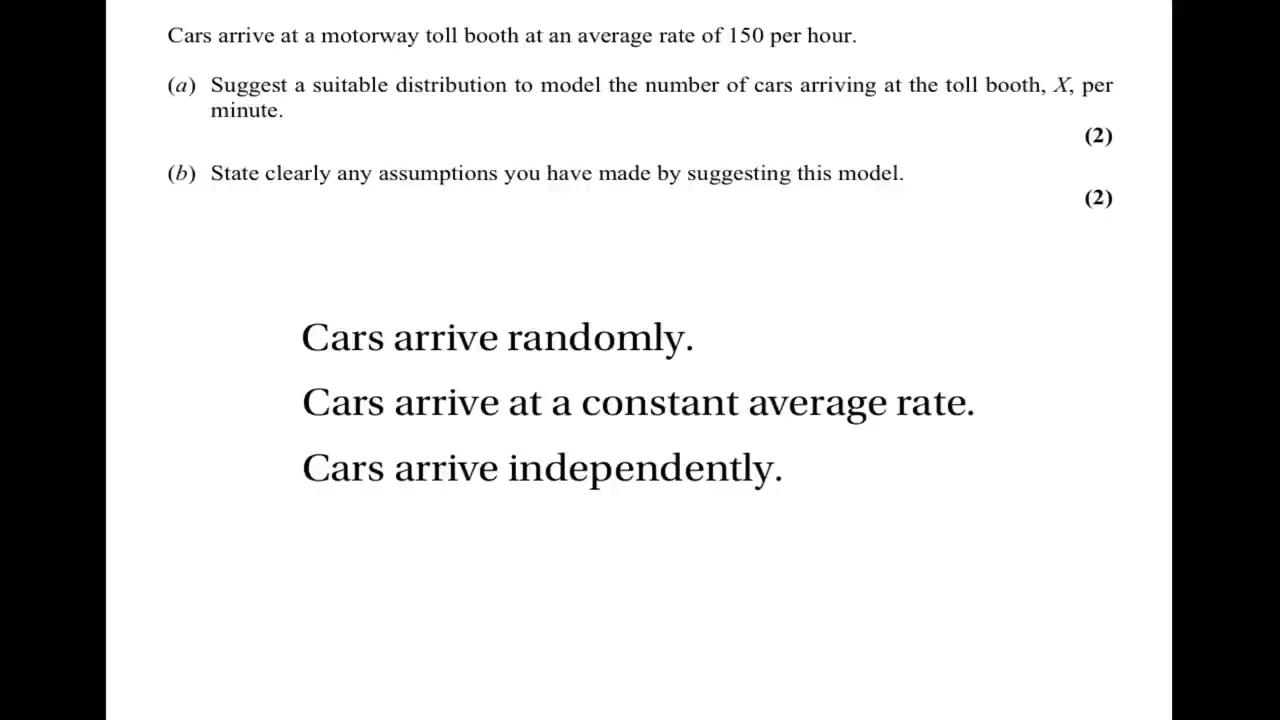 Cars arrive at a motorway toll booth at an average rate of 150 per hour.
(a) Suggest a suitable distribution to model the number of cars arriving at the toll booth, X, per
minute.
(2)
(b) State clearly any assumptions you have made by suggesting this model.
(2)
Cars arrive randomly.
Cars arrive at a constant average rate.
Cars arrive independently.